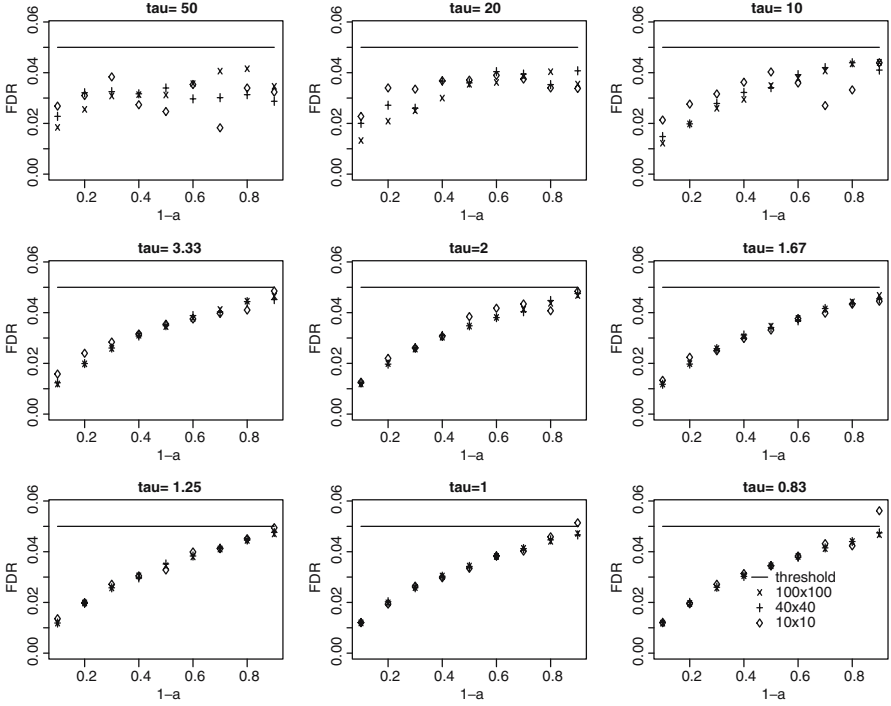 tau= 50
tau= 20
tau= 10
FDR
0.00 0.02 0.04 0.06
0.2 0.4 0.6 0.8
1–a
FDR
0.00 0.02 0.04 0.06
0.2 0.4 0.6 0.8
1–a
FDR
0.00 0.02 0.04 0.06
0.2 0.4 0.6 0.8
1–a
tau= 3.33
tau=2
tau= 1.67
FDR
0.00 0.02 0.04 0.06
0.2 0.4 0.6 0.8
1–a
FDR
0.00 0.02 0.04 0.06
0.2 0.4 0.6 0.8
1–a
FDR
0.00 0.02 0.04 0.06
0.2 0.4 0.6 0.8
1–a
tau= 1.25
tau=1
tau= 0.83
FDR
0.00 0.02 0.04 0.06
0.2 0.4 0.6 0.8
1–a
FDR
0.00 0.02 0.04 0.06
0.2 0.4 0.6 0.8
1–a
FDR
0.00 0.02 0.04 0.06
threshold
100x100
40x40
10x10
0.2 0.4 0.6 0.8
1–a